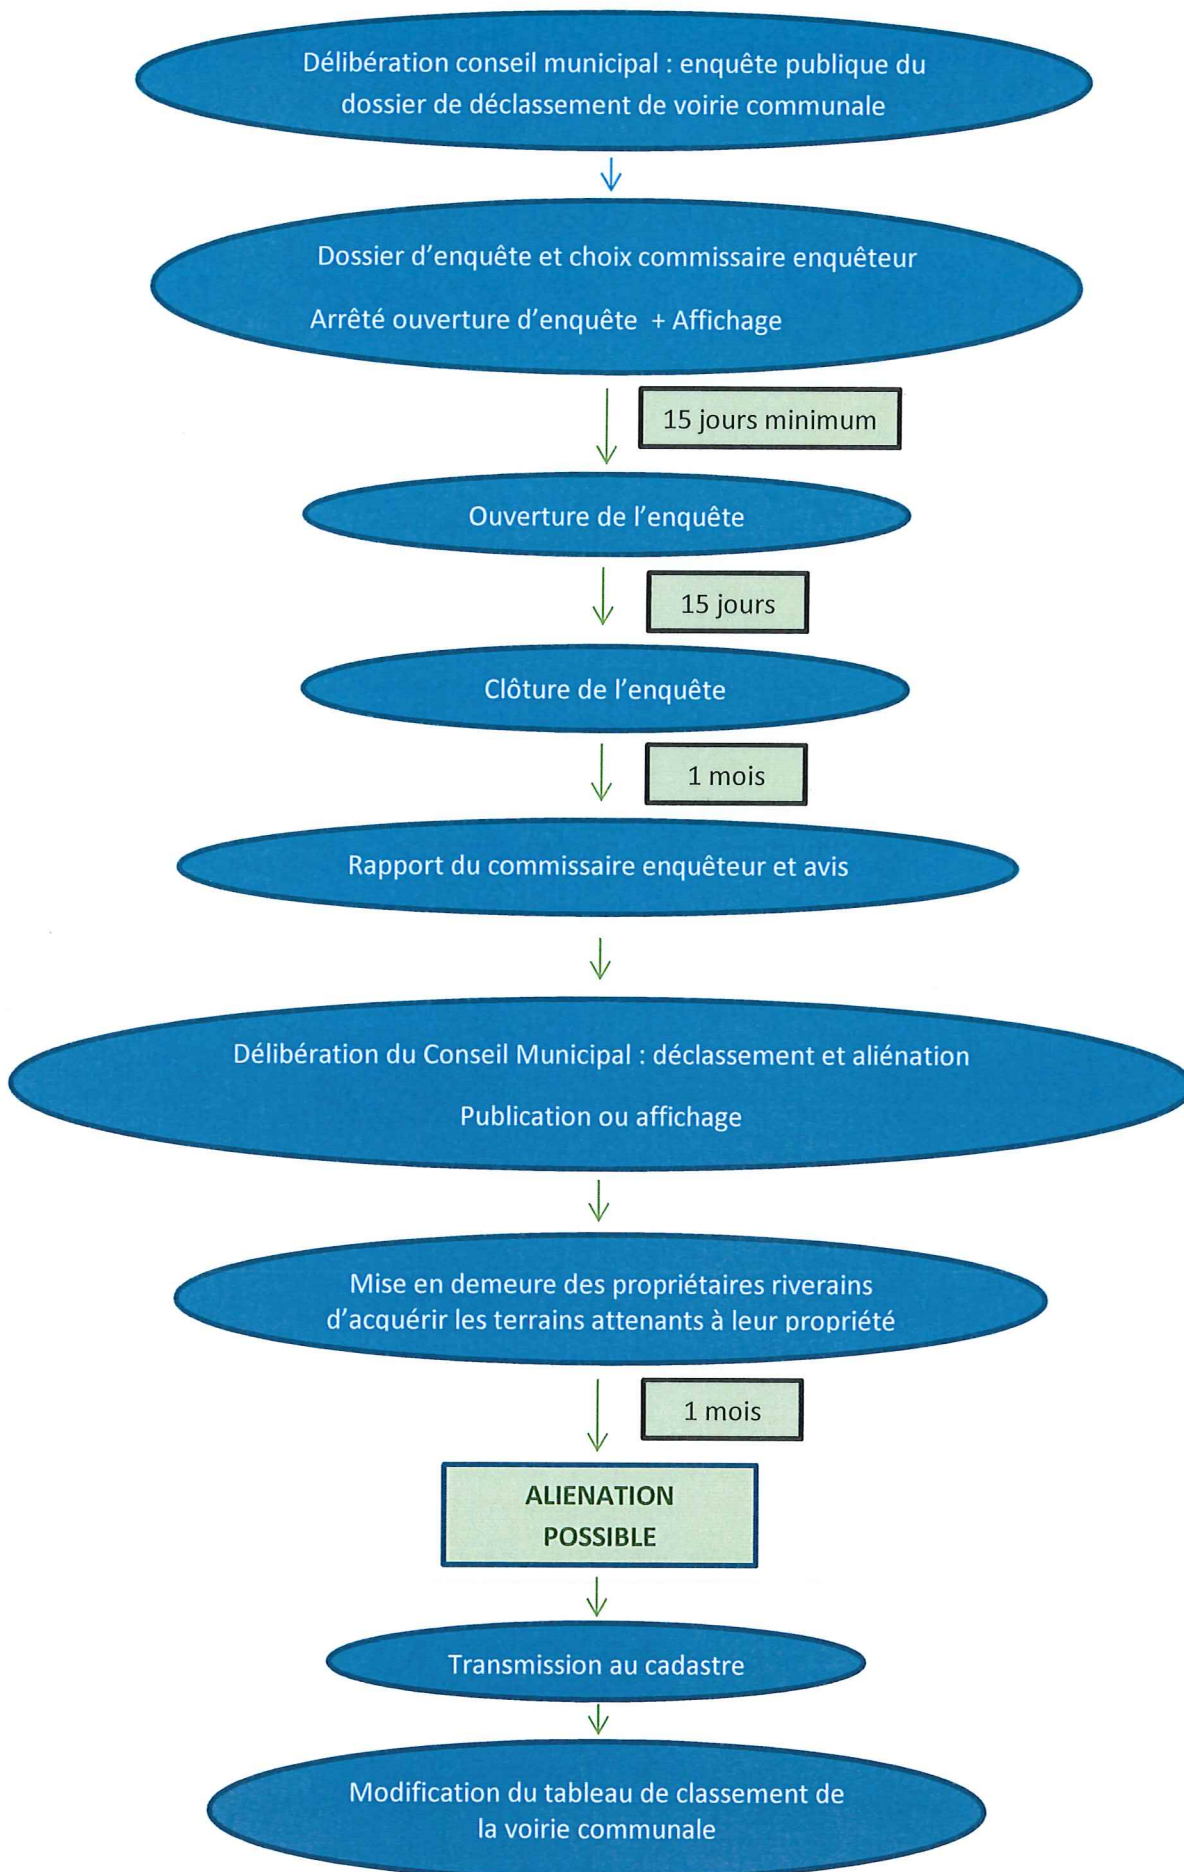 Délibération conseil municipal : enquête publique du
dossier de déclassement de voirie communale
Dossier d'enquête et choix commissaire enquêteur
Arrêté ouverture d'enquête + Affichage
15 jours minimum
Ouverture de l'enquête
15 jours
Clôture de l'enquête
1 mois
Rapport du commissaire enquêteur et avis
Délibération du Conseil Municipal : déclassement et aliénation
Publication ou affichage
Mise en demeure des propriétaires riverains
d'acquérir les terrains attenants à leur propriété
1 mois
ALIENATION
POSSIBLE
Transmission au cadastre
Modification du tableau de classement de
la voirie communale